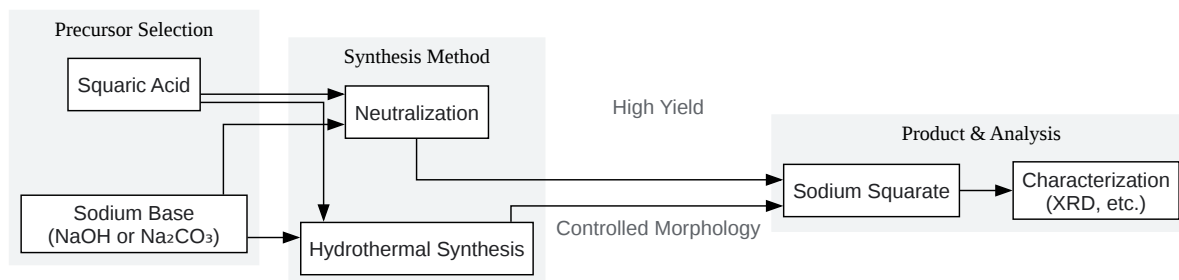 Precursor Selection
Squaric Acid
Sodium Base
(NaOH or Na₂CO₃)
Synthesis Method
Neutralization
Hydrothermal Synthesis
High Yield
Controlled Morphology
Product & Analysis
Sodium Squarate
Characterization
(XRD, etc.)